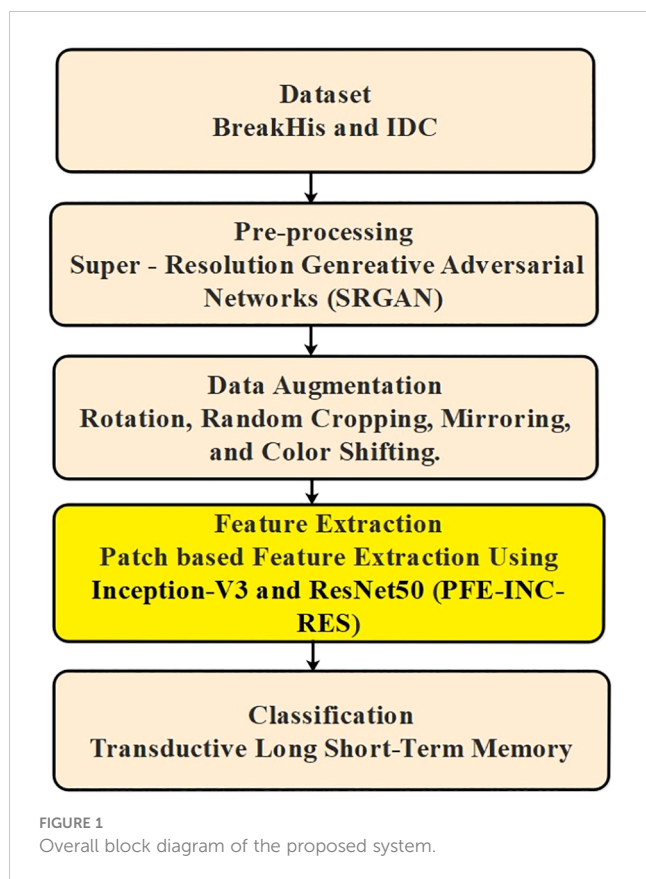 Dataset
BreakHis and IDC
Pre-processing
Super - Resolution Genreative Adversarial
Networks (SRGAN)
Data Augmentation
Rotation, Random Cropping, Mirroring,
and Color Shifting.
Feature Extraction
Patch based Feature Extraction Using
Inception-V3 and ResNet50 (PFE-INC-
RES)
Classification
Transductive Long Short-Term Memory
FIGURE 1
Overall block diagram of the proposed system.